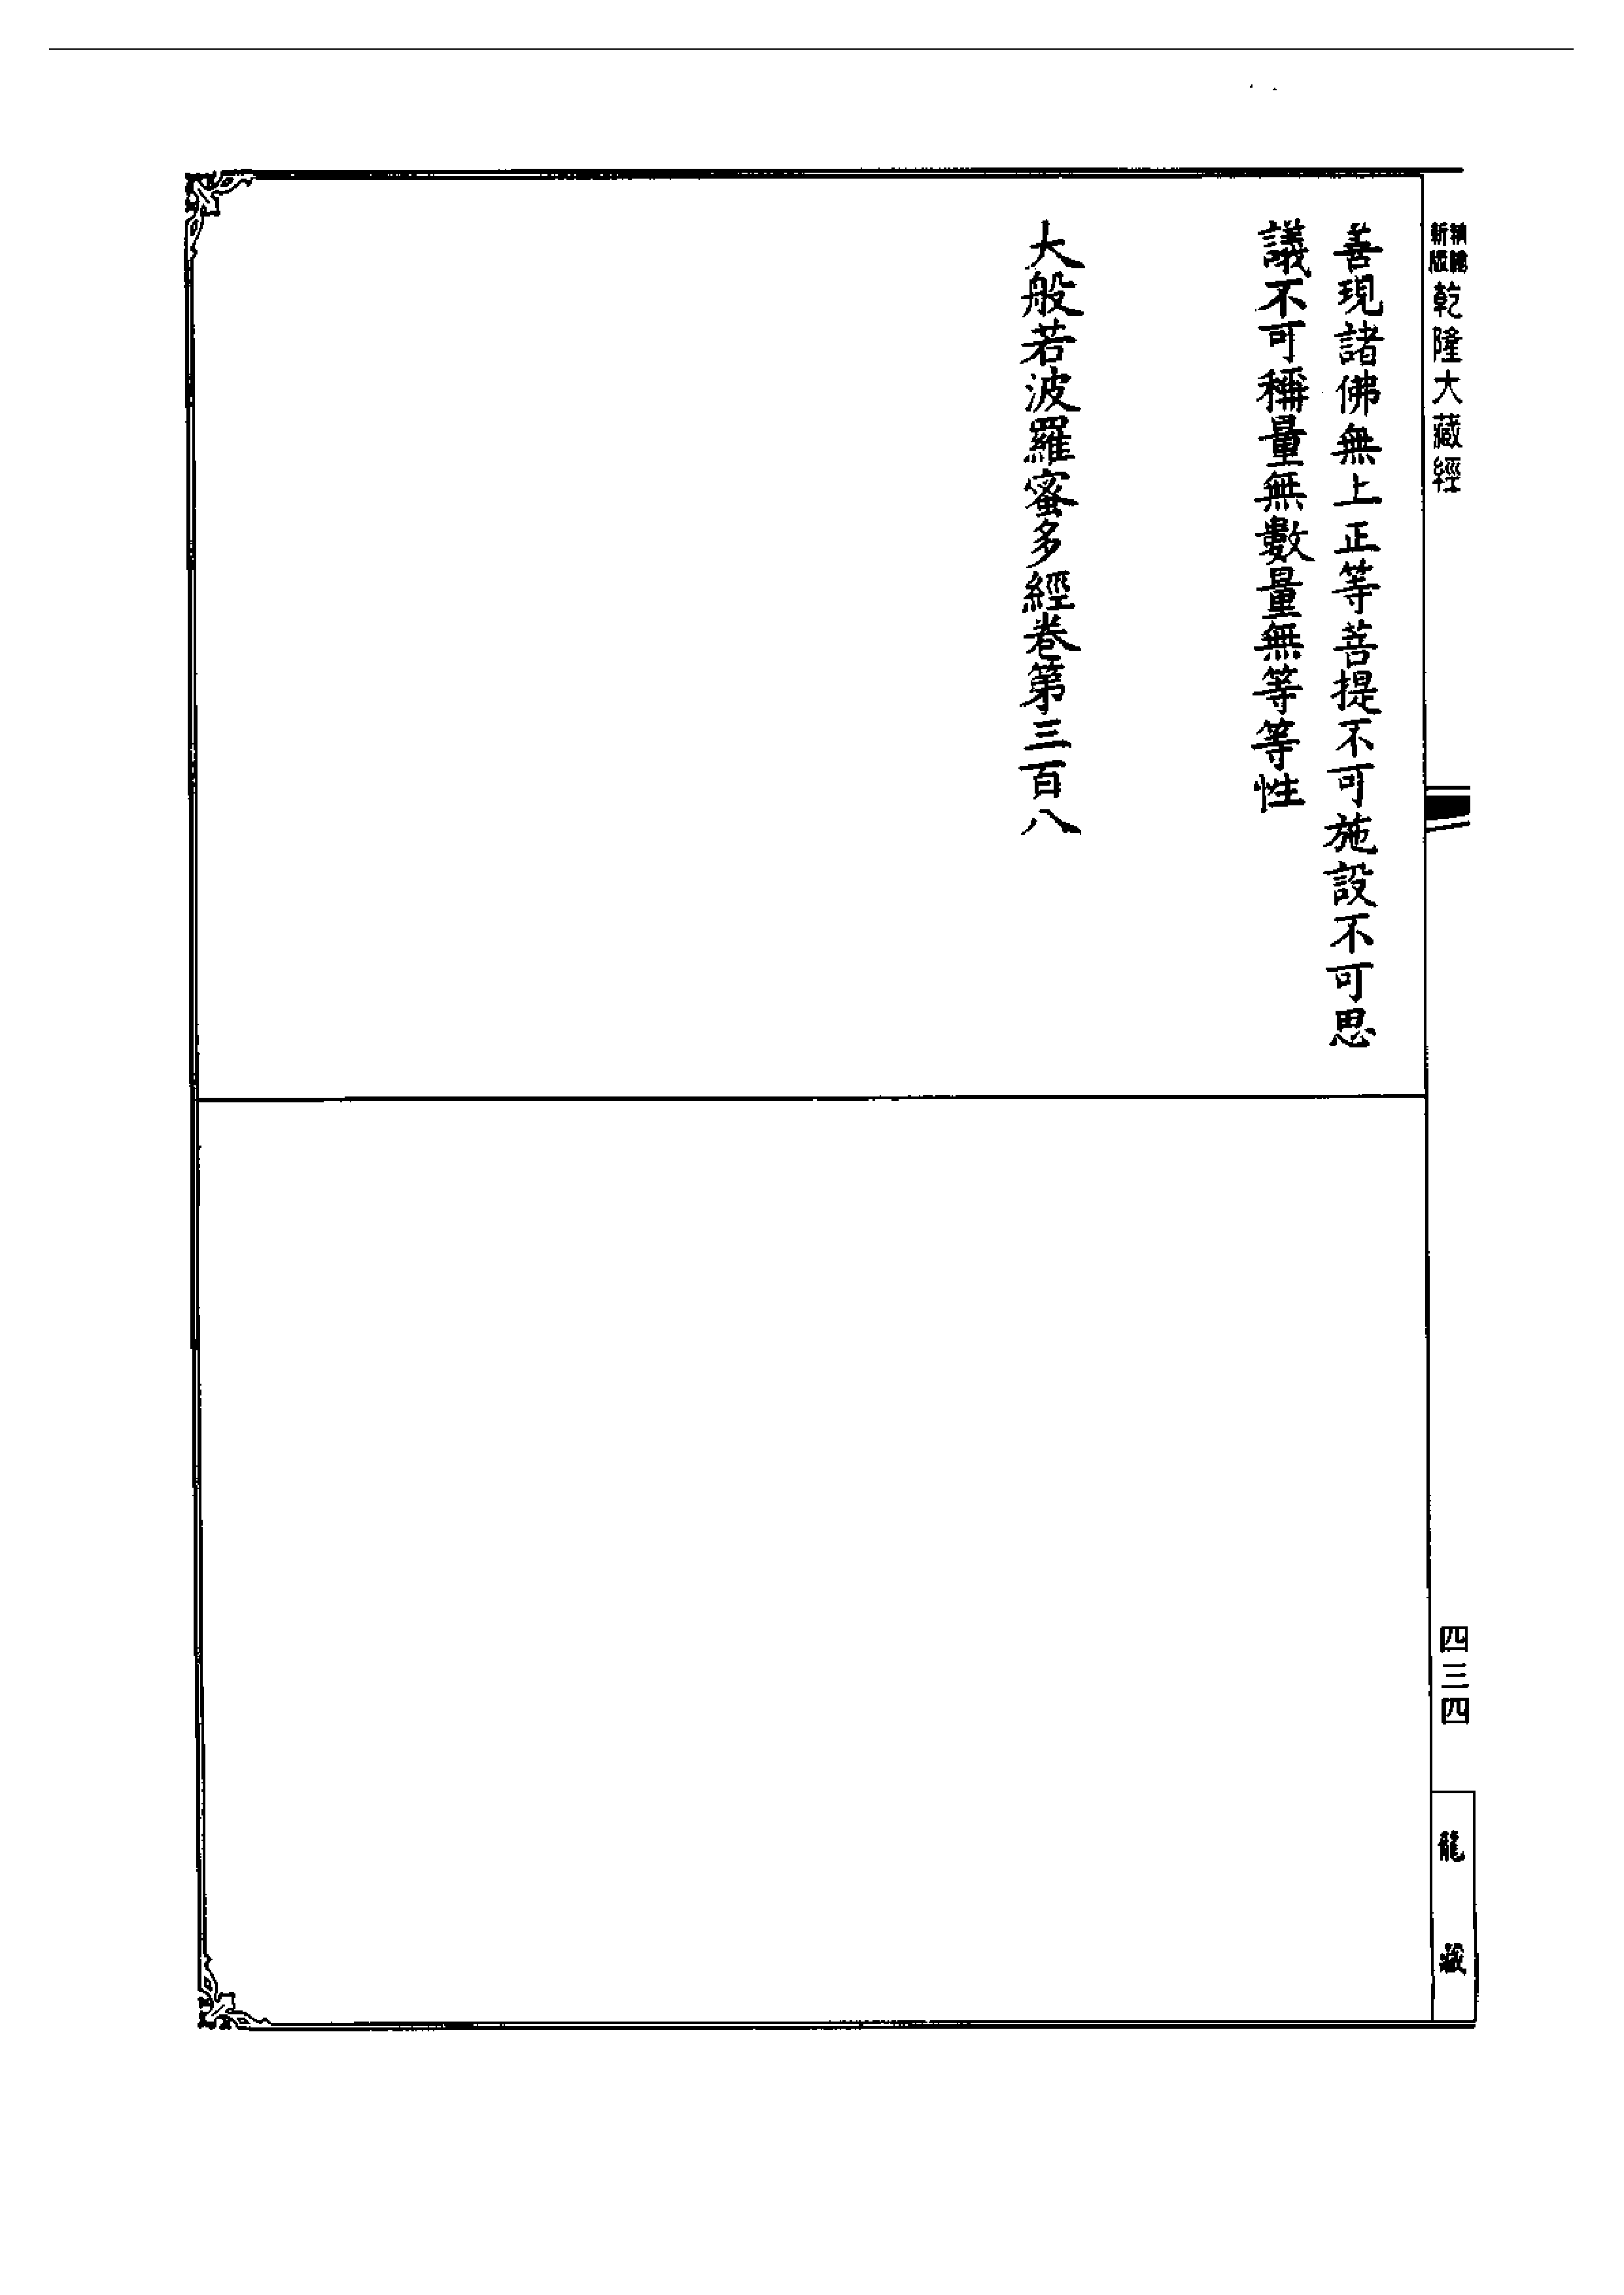 新版
乾隆大藏經
善現諸佛無上正等菩提不可施設不可思
議不可稱量無數量無等等性
大般若波羅蜜多經卷第三百八
四三四
龍藏